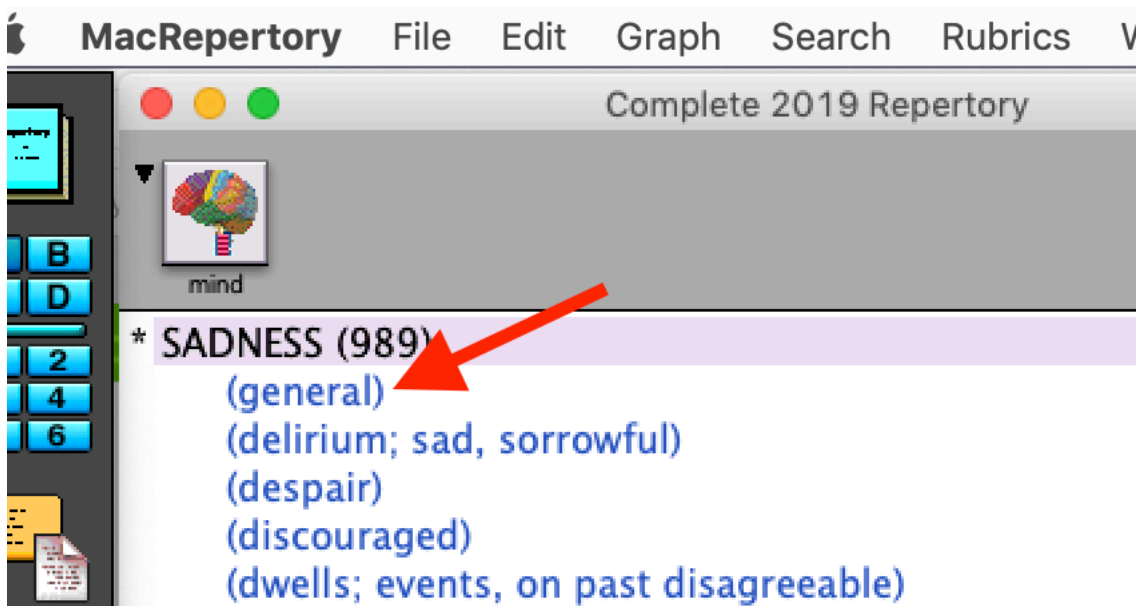 MacRepertory File Edit Graph Search Rubrics
Complete 2019 Repertory
B
mind
D
* SADNESS (989)
2
(general)
4
(delirium; sad, sorrowful)
6
(despair)
(discouraged)
(dwells; events, on past disagreeable)